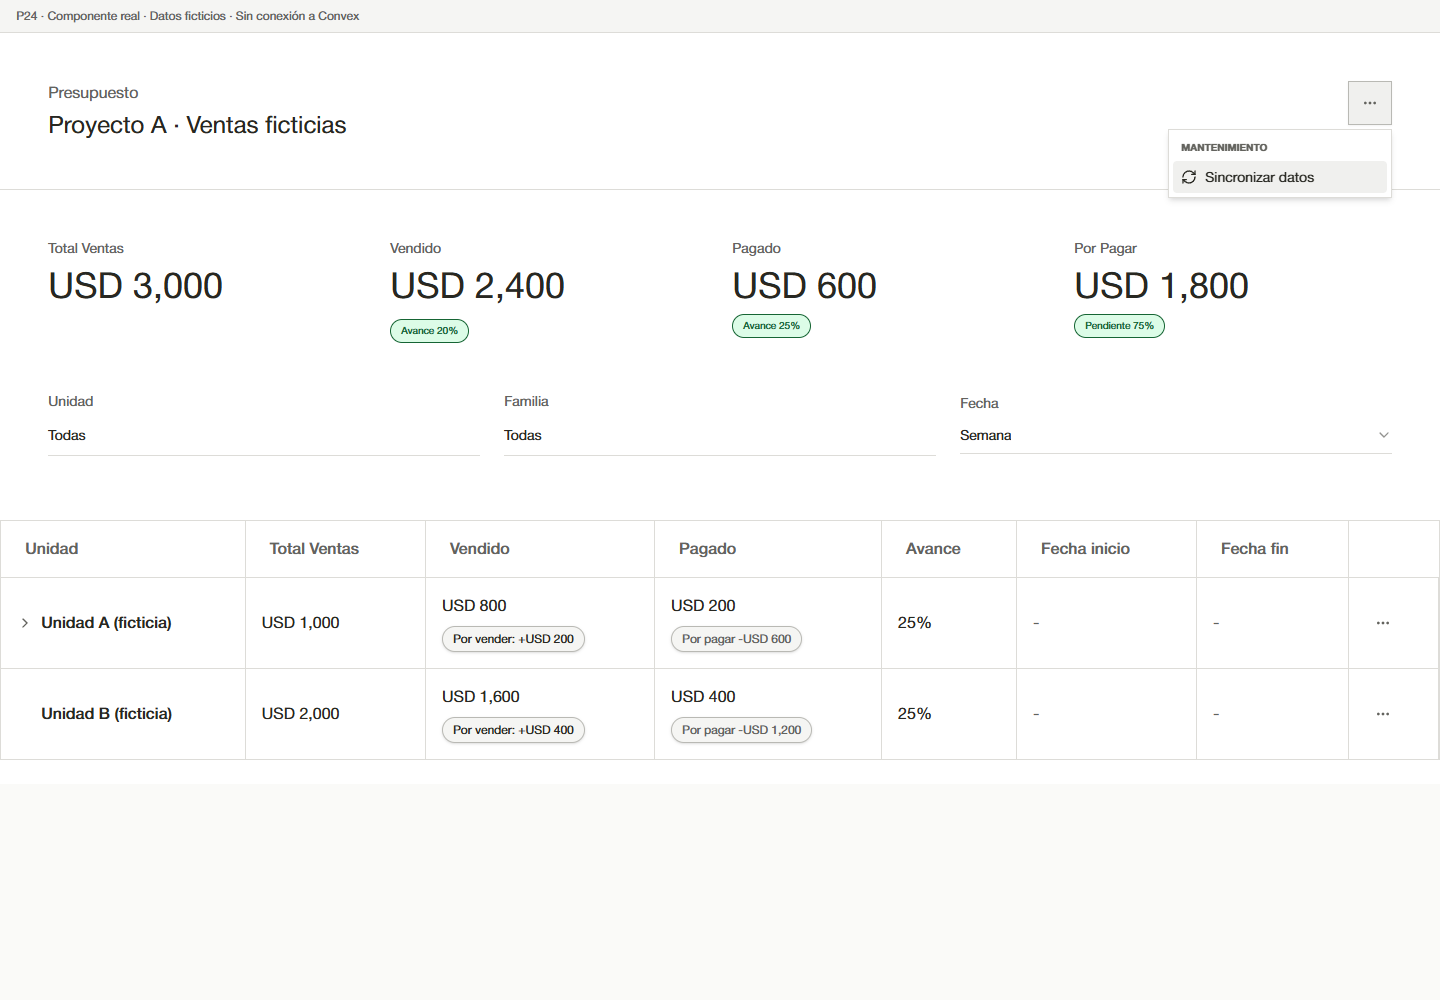 P24 · Componente real · Datos ficticios · Sin conexión a Convex
Presupuesto
Proyecto A · Ventas ficticias
MANTENIMIENTO
Sincronizar datos
Total Ventas
USD 3,000
Vendido
USD 2,400
Avance 20%
Pagado
USD 600
Avance 25%
Por Pagar
USD 1,800
Pendiente 75%
Unidad
Todas
Familia
Todas
Fecha
Semana
Unidad Total Ventas Vendido Pagado Avance Fecha inicio Fecha fin
Unidad A (ficticia) USD 1,000 USD 800 USD 200 25% - -
Por vender: +USD 200 Por pagar -USD 600
Unidad B (ficticia) USD 2,000 USD 1,600 USD 400 25% - -
Por vender: +USD 400 Por pagar -USD 1,200